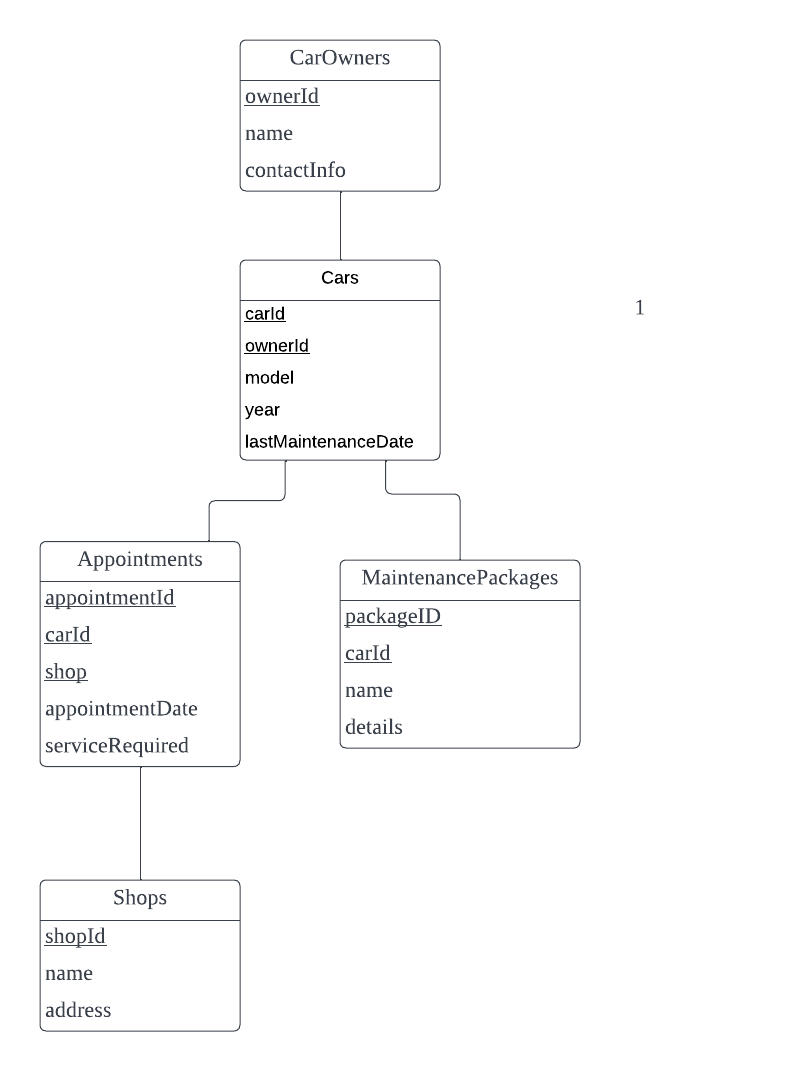 CarOwners
ownerId
name
contactInfo
Cars
carId
ownerId
model
year
lastMaintenanceDate
1
Appointments
appointmentId
carId
shop
appointmentDate
serviceRequired
MaintenancePackages
packageID
carId
name
details
Shops
shopId
name
address